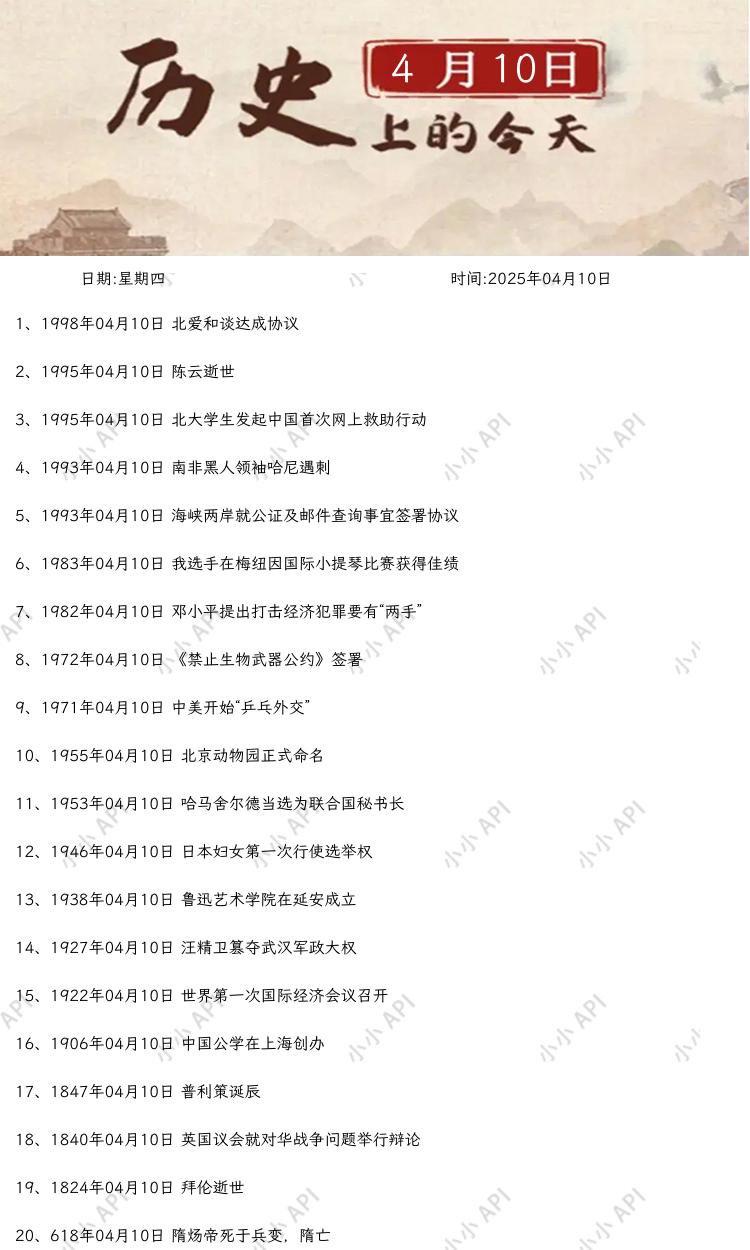 历史
4 月 10日
上的今天
日期:星期四 时间:2025年04月10日
1、1998年04月10日 北爱和谈达成协议
2、1995年04月10日 陈云逝世
3、1995年04月10日 北大学生发起中国首次网上救助行动
4、1993年04月10日 南非黑人领袖哈尼遇刺
5、1993年04月10日 海峡两岸就公证及邮件查询事宜签署协议
6、1983年04月10日 我选手在梅纽因国际小提琴比赛获得佳绩
7、1982年04月10日 邓小平提出打击经济犯罪要有“两手”
8、1972年04月10日 《禁止生物武器公约》签署
9、1971年04月10日 中美开始“乒乓外交”
10、1955年04月10日 北京动物园正式命名
11、1953年04月10日 哈马舍尔德当选为联合国秘书长
12、1946年04月10日 日本妇女第一次行使选举权
13、1938年04月10日 鲁迅艺术学院在延安成立
14、1927年04月10日 汪精卫篡夺武汉军政大权
15、1922年04月10日 世界第一次国际经济会议召开
16、1906年04月10日 中国公学在上海创办
17、1847年04月10日 普利策诞辰
18、1840年04月10日 英国议会就对华战争问题举行辩论
19、1824年04月10日 拜伦逝世
20、618年04月10日 隋炀帝死于兵变，隋亡
小小 API